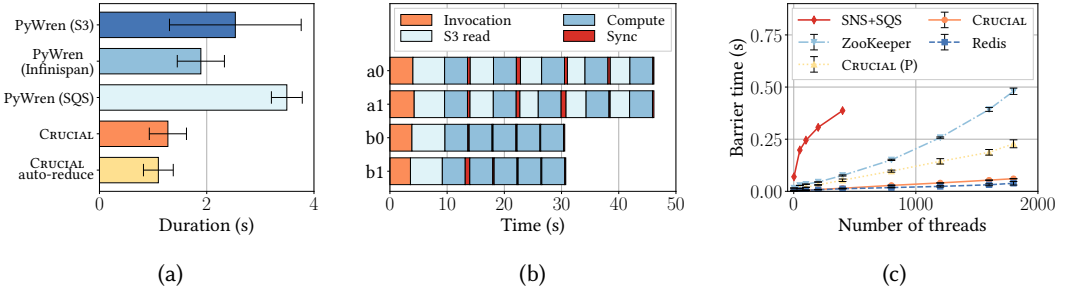 PyWren (S3)
PyWren
(Infinispan)
PyWren (SQS)
CRUCIAL
CRUCIAL
auto-reduce
0
2
4
Duration (s)
(a)
Invocation
S3 read
Compute
Sync
a0
a1
b0
b1
0
10
20
30
40
50
Time (s)
(b)
SNS+SQS
ZooKeeper
CRUCIAL (P)
CRUCIAL
Redis
Barrier time (s)
0.75
0.50
0.25
0.00
0
1000
2000
Number of threads
(c)